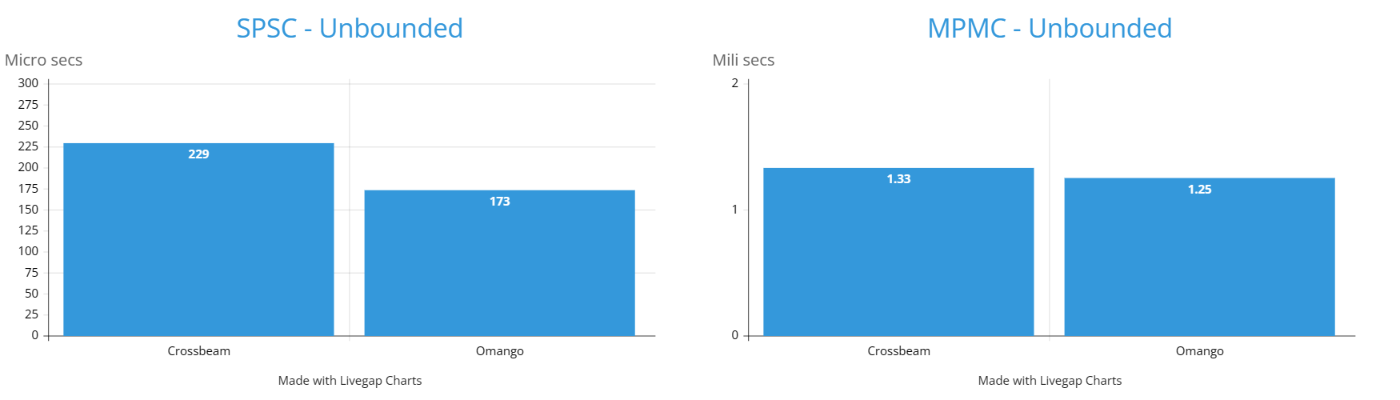 SPSC - Unbounded
Micro secs
300
275
250
225
200
175
150
125
100
75
50
25
0
229
173
Crossbeam
Omango
Made with Livegap Charts
MPMC - Unbounded
Mili secs
2
1
0
1.33
1.25
Crossbeam
Omango
Made with Livegap Charts